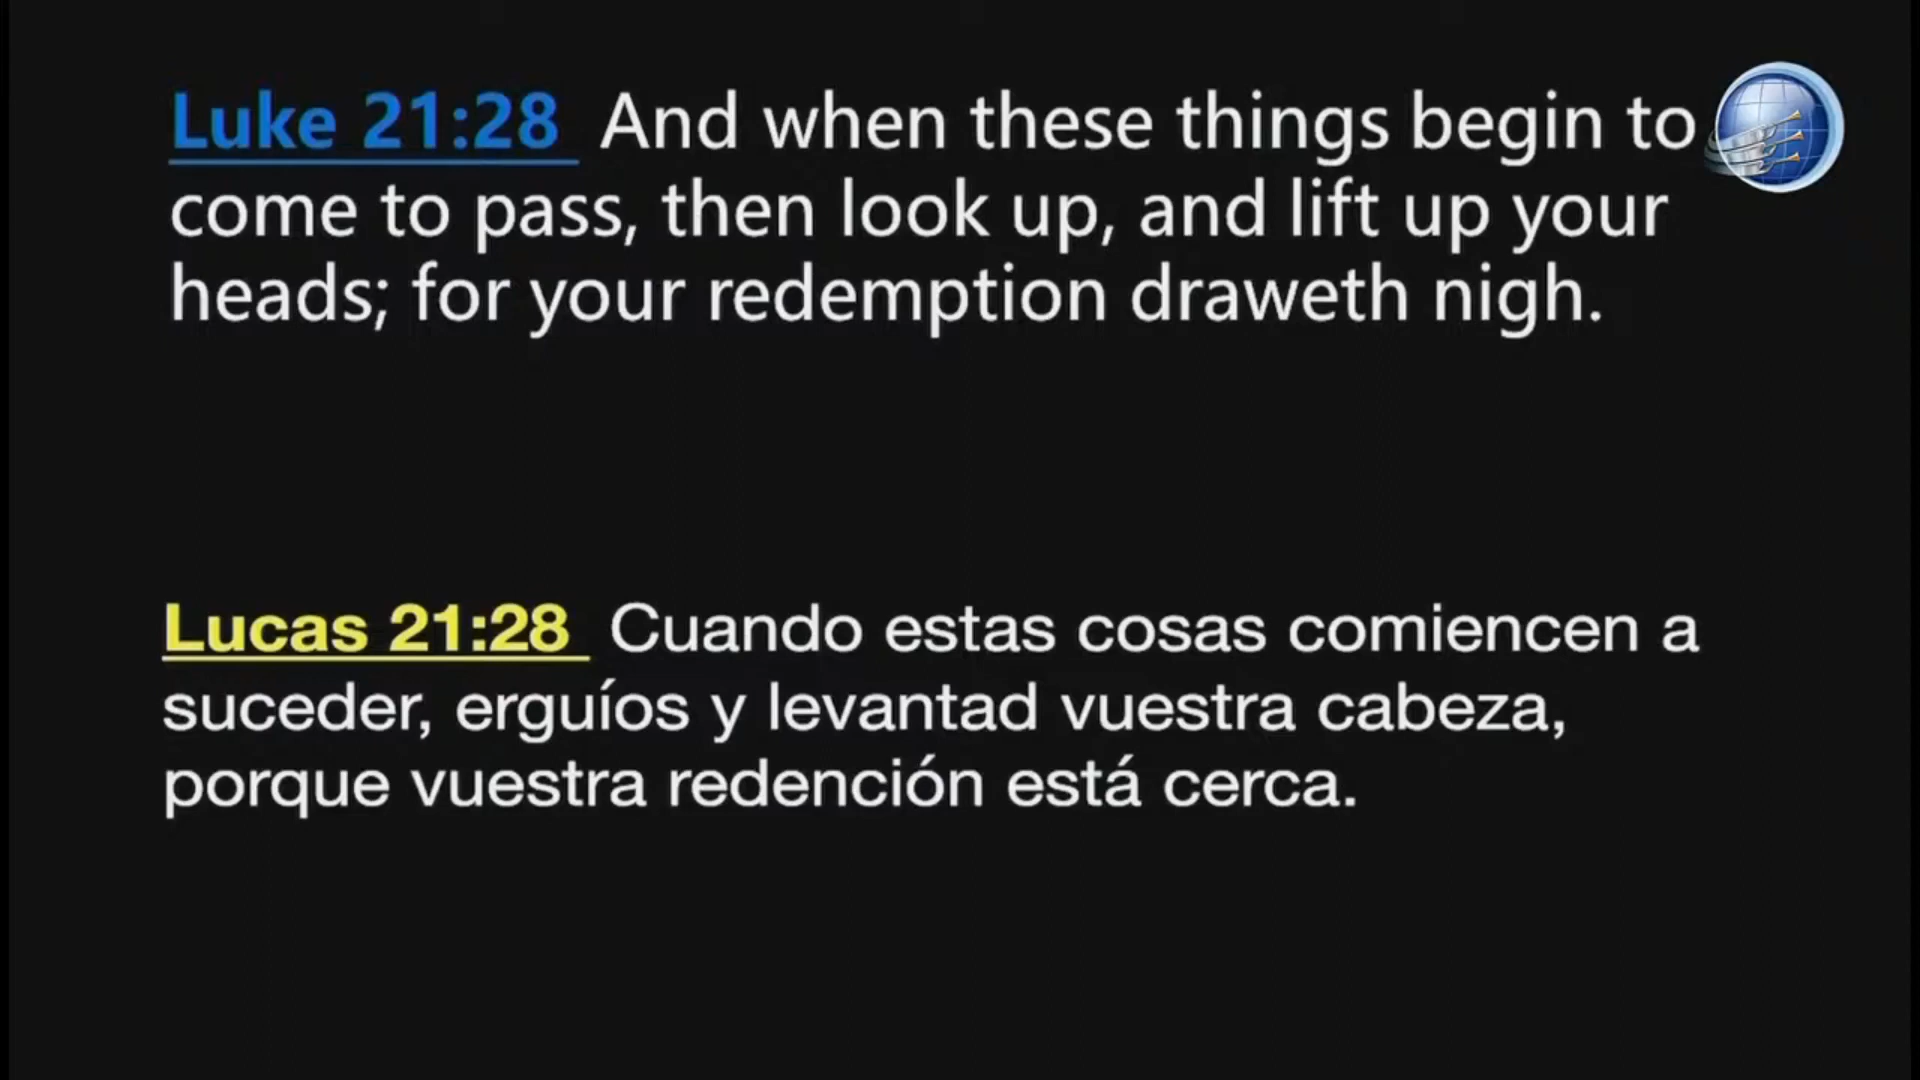 Luke 21:28 And when these things begin to
come to pass, then look up, and lift up your
heads; for your redemption draweth nigh.
Lucas 21:28 Cuando estas cosas comiencen a
suceder, erguíos y levantad vuestra cabeza,
porque vuestra redención está cerca.